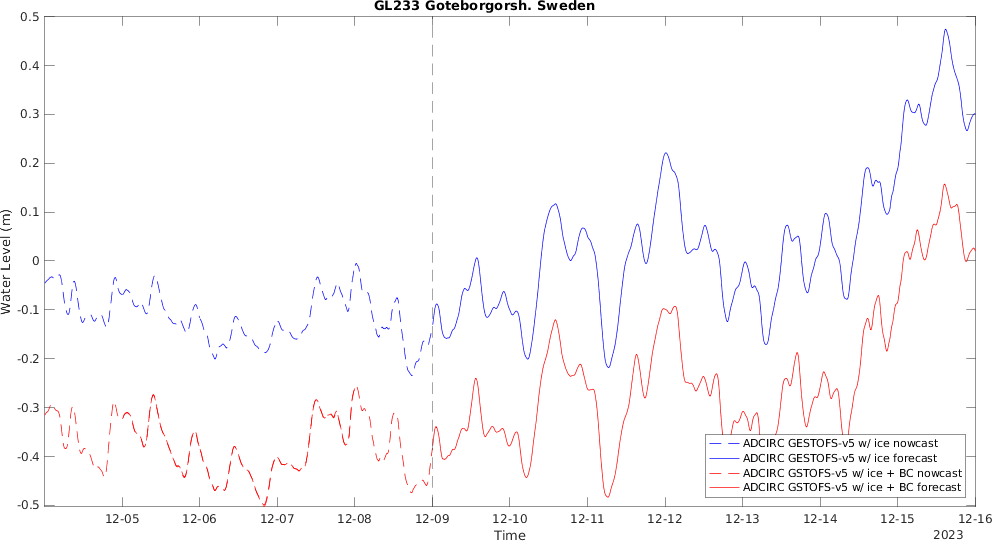 GL233 Goteborgorsh. Sweden
0.5
0.4
0.3
0.2
0.1
0
-0.1
-0.2
-0.3
-0.4
-0.5
Water Level (m)
ADCIRC GESTOFS-v5 w/ ice nowcast
ADCIRC GESTOFS-v5 w/ ice forecast
ADCIRC GSTOFS-v5 w/ ice + BC nowcast
ADCIRC GSTOFS-v5 w/ ice + BC forecast
12-05 12-06 12-07 12-08 12-09 12-10 12-11 12-12 12-13 12-14 12-15 12-16
Time
2023